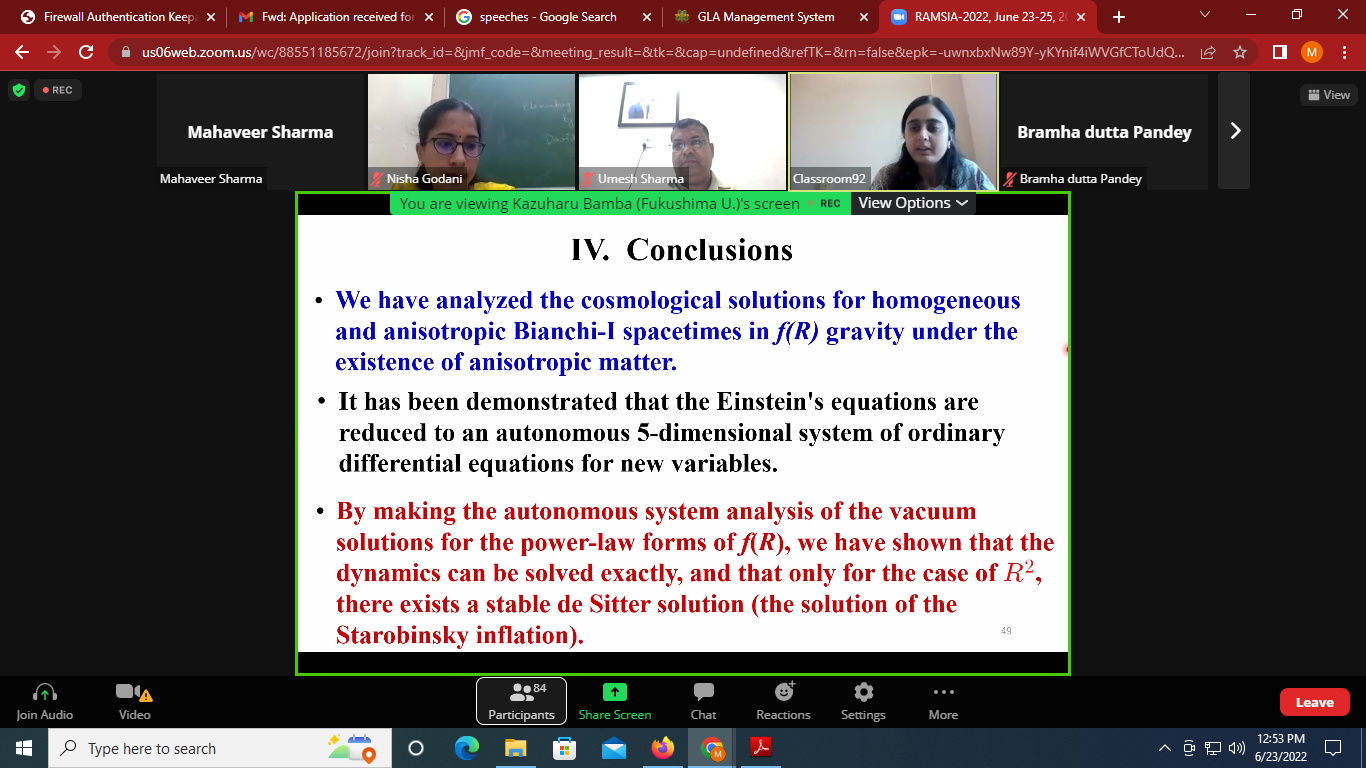 Firewall Authentication Keep
Fwd: Application received for
speeches - Google Search
GLA Management System
RAMSIA-2022, June 23-25, 2
us06web.zoom.us/wc/88551185672/join?track_id=&jmf_code=&meeting_result=&tk=&cap=undefined&refTK=&rn=false&epk=-uwnxbxNw89Y-yKYnif4iWVGfCToUdQ...
M
REC
View
Mahaveer Sharma
Bramha dutta Pandey
Mahaveer Sharma
Nisha Godani
Umesh Sharma
Classroom92
Bramha dutta Pandey
You are viewing Kazuharu Bamba (Fukushima U.)'s screen
REC
View Options
IV. Conclusions
• We have analyzed the cosmological solutions for homogeneous
and anisotropic Bianchi-I spacetimes in f(R) gravity under the
existence of anisotropic matter.
• It has been demonstrated that the Einstein's equations are
reduced to an autonomous 5-dimensional system of ordinary
differential equations for new variables.
• By making the autonomous system analysis of the vacuum
solutions for the power-law forms of f(R), we have shown that the
dynamics can be solved exactly, and that only for the case of R²,
there exists a stable de Sitter solution (the solution of the
Starobinsky inflation).
49
Join Audio
Video
84
Participants
Share Screen
Chat
Reactions
Settings
More
Leave
Type here to search
M
12:53 PM
6/23/2022